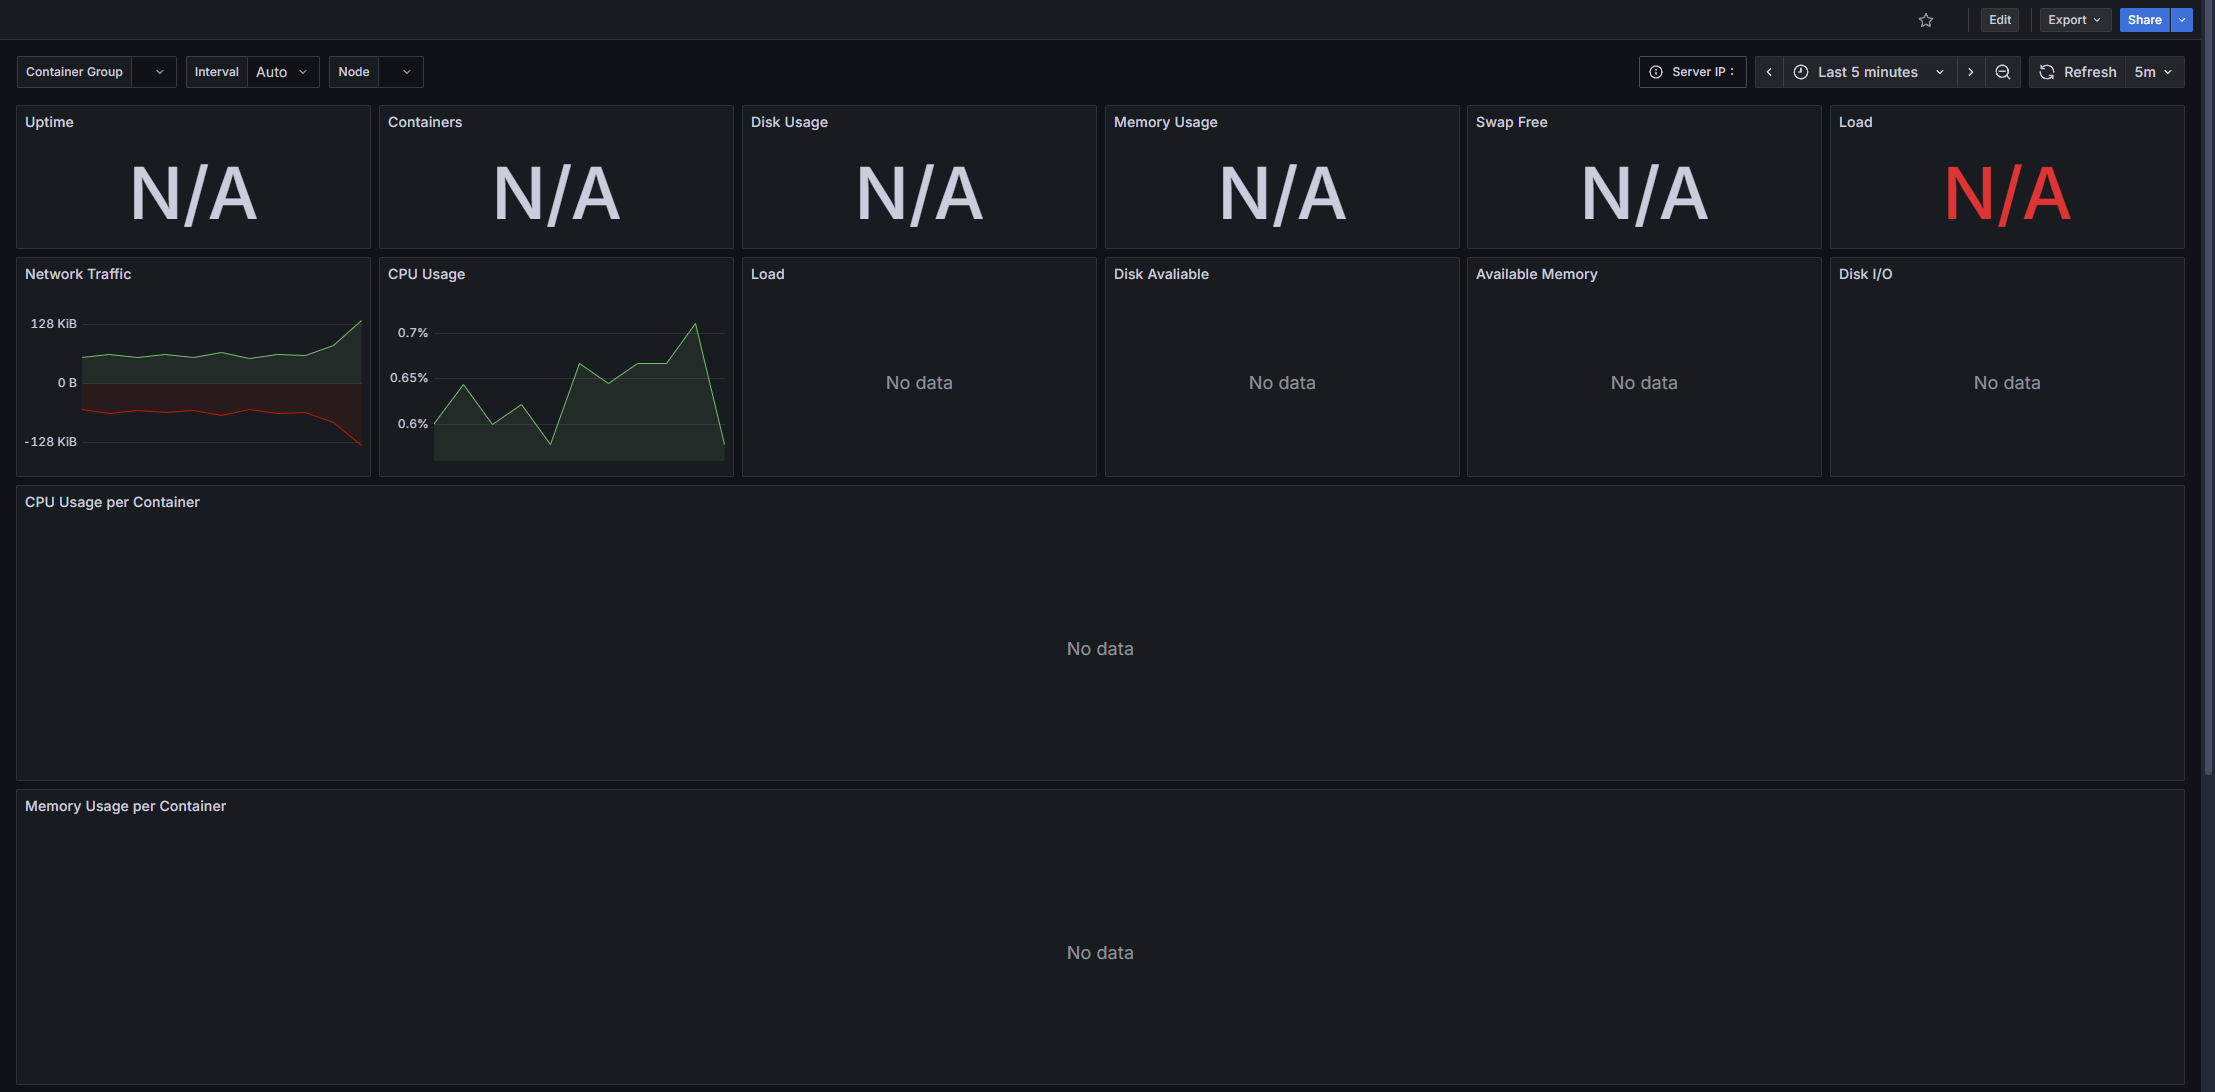 Edit Export Share
Container Group Interval Auto Node Server IP : Last 5 minutes Refresh 5m
Uptime Containers Disk Usage Memory Usage Swap Free Load
N/A N/A N/A N/A N/A N/A
Network Traffic CPU Usage Load Disk Avaliable Available Memory Disk I/O
128 KiB
0 B
-128 KiB
0.7%
0.65%
0.6%
No data No data No data No data
CPU Usage per Container
No data
Memory Usage per Container
No data